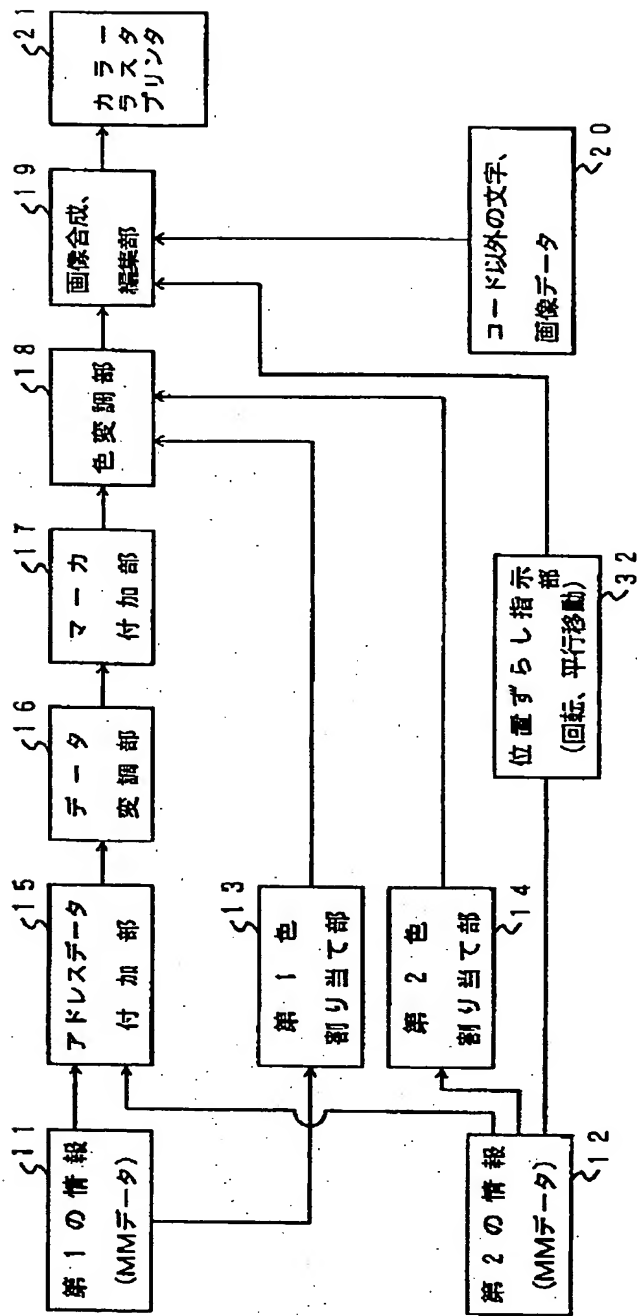 11
第1の情報
(MMデータ)
15
アドレスデータ
付加部
16
データ
変調部
17
マーカ
付加部
18
色変調部
19
画像合成、
編集部
21
カラー
ラスタ
プリンタ
13
第1色
割り当て部
第2色
割り当て部
14
第2の情報
(MMデータ)
12
位置ずらし指示部
(回転、平行移動)
32
コード以外の文字、
画像データ
20